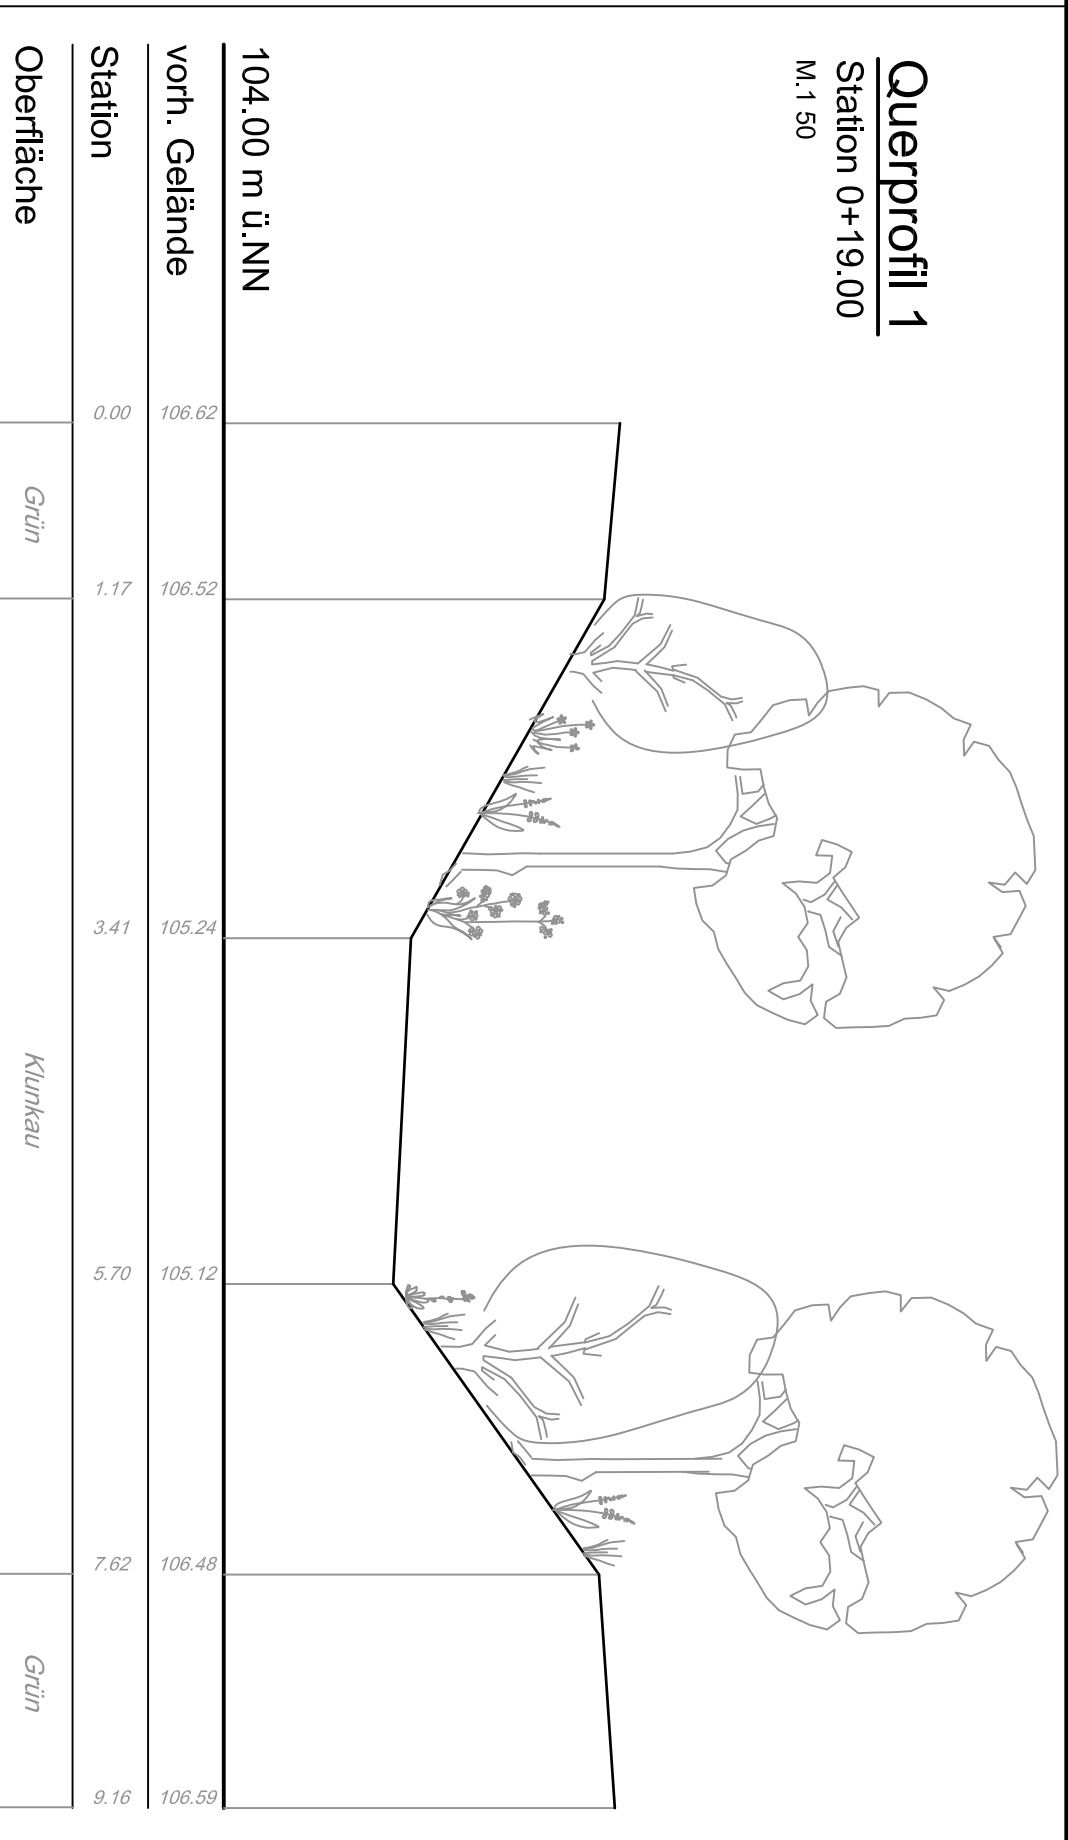 Querprofil 1
Station 0+19.00
M.1 50
104.00 m ü.NN
vorh. Gelände 106.62 106.52 105.24 105.12 106.48 106.59
Station 0.00 1.17 3.41 5.70 7.62 9.16
Oberfläche Grün Klunkau Grün